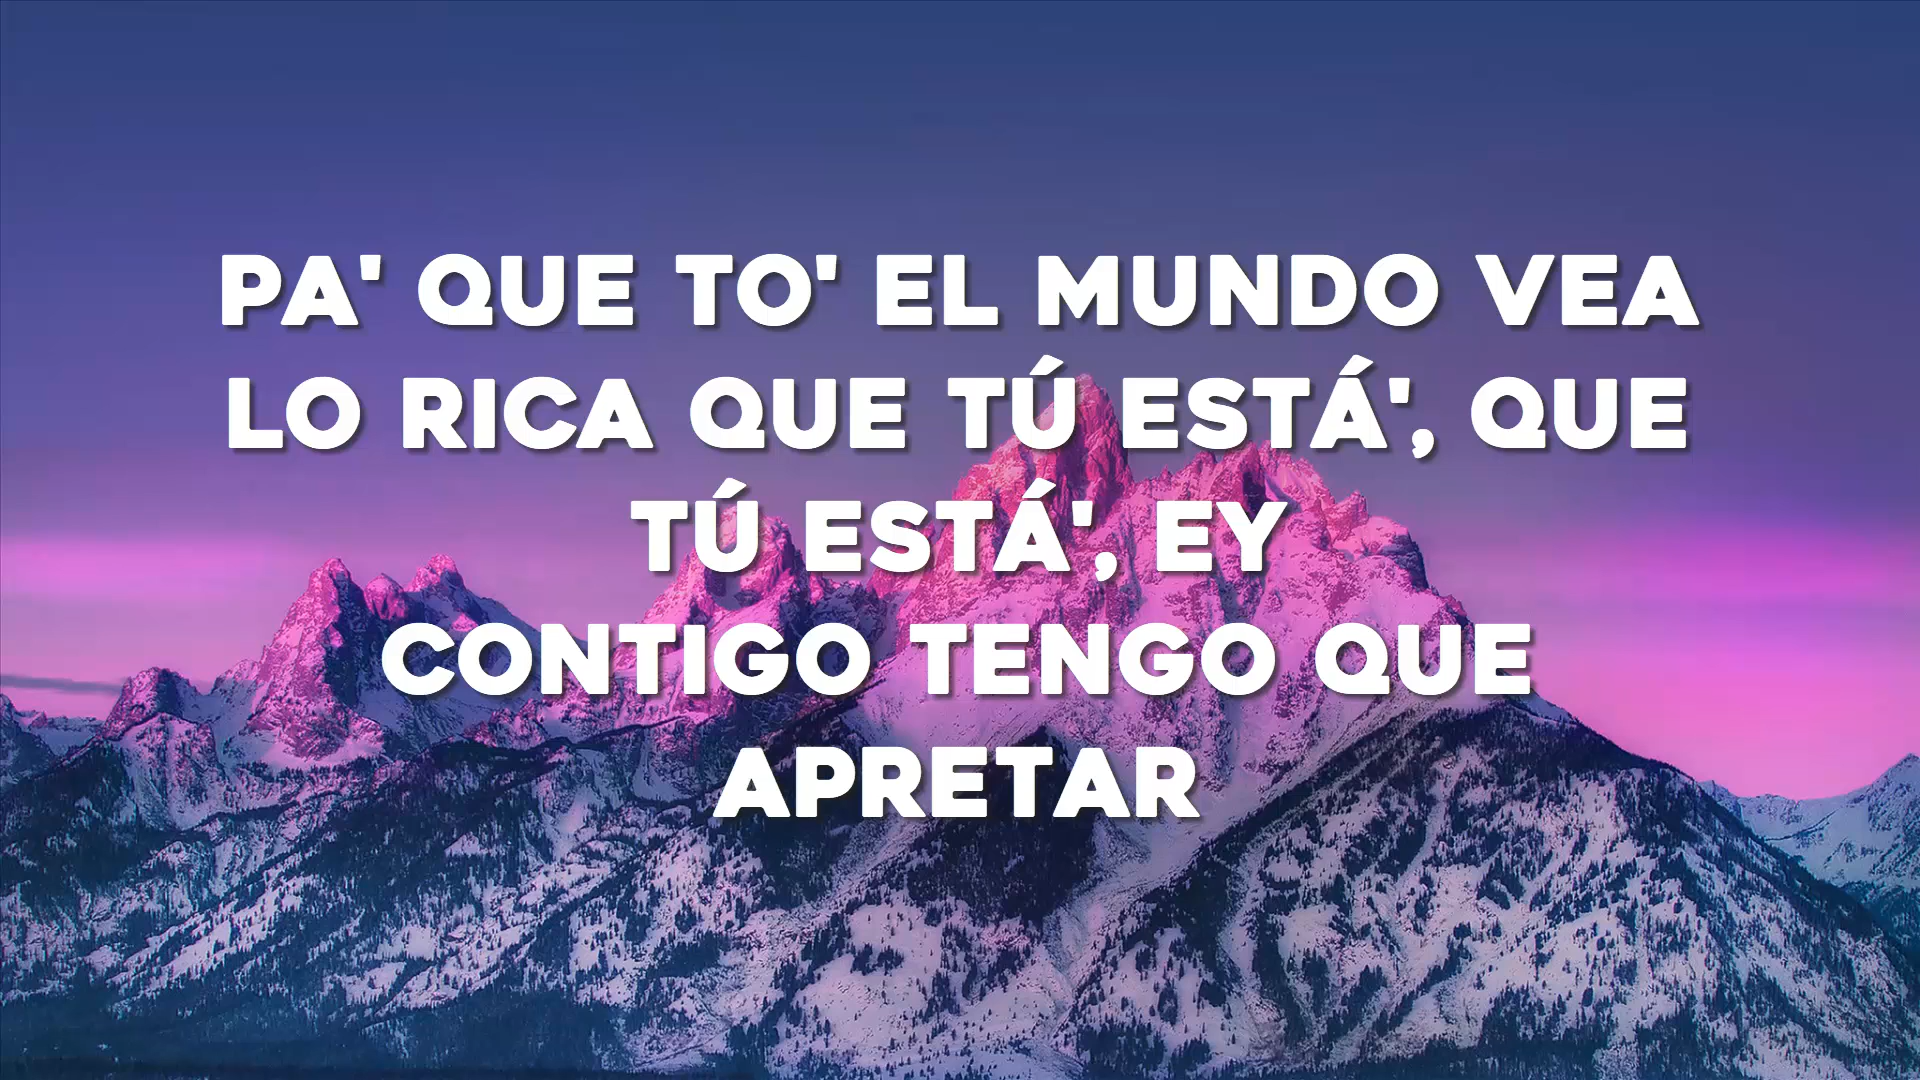 PA' QUE TO' EL MUNDO VEA
LO RICA QUE TÚ ESTÁ', QUE
TÚ ESTÁ', EY
CONTIGO TENGO QUE
APRETAR